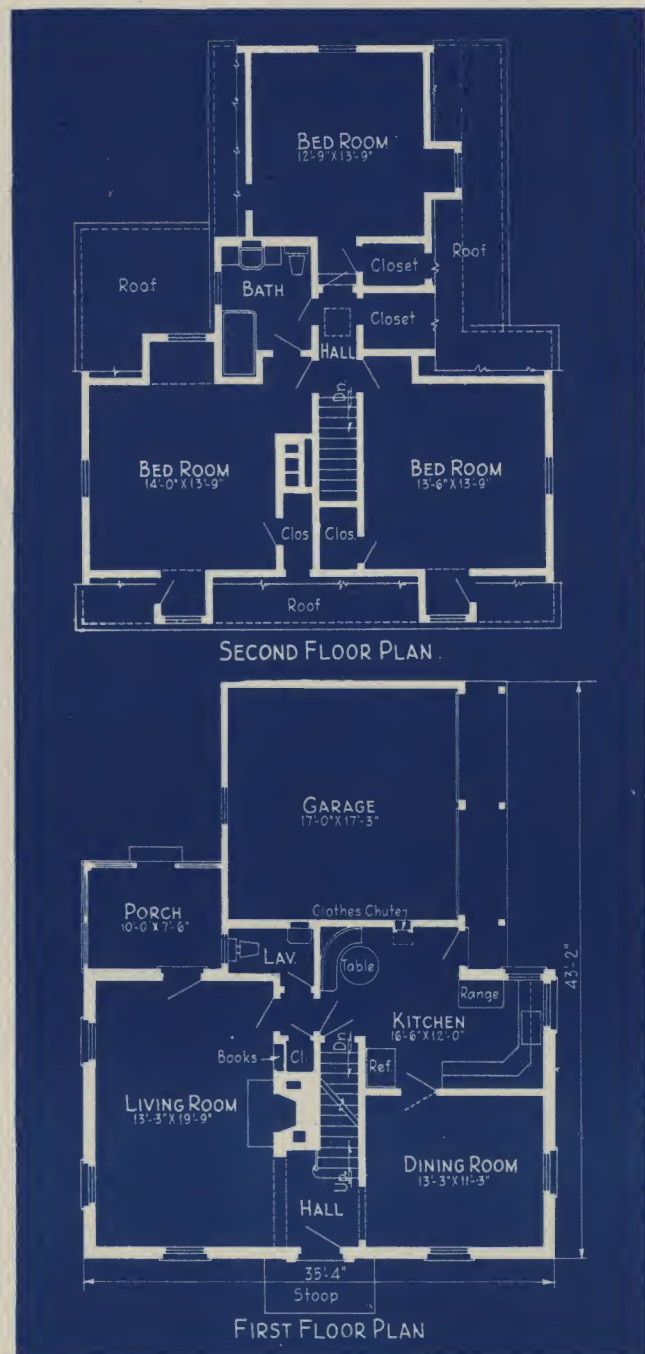 BED ROOM
12'-9" X 13'-9"
Roof
Closet
Roof
BATH
Closet
HALL
Dn.
BED ROOM
14'-0" X 13'-9"
BED ROOM
13'-6" X 13'-9"
Clos
Clos.
Roof
SECOND FLOOR PLAN.
GARAGE
17'-0" X 17'-3"
PORCH
10'-0" X 7'-6"
Clothes Chute
LAV.
Table
43'-2"
Range
KITCHEN
16'-6" X 12'-0"
Books
Cl.
Dn.
Ref.
LIVING ROOM
13'-3" X 19'-9"
DINING ROOM
13'-3" X 11'-3"
Up.
HALL
35'-4"
Stoop
FIRST FLOOR PLAN